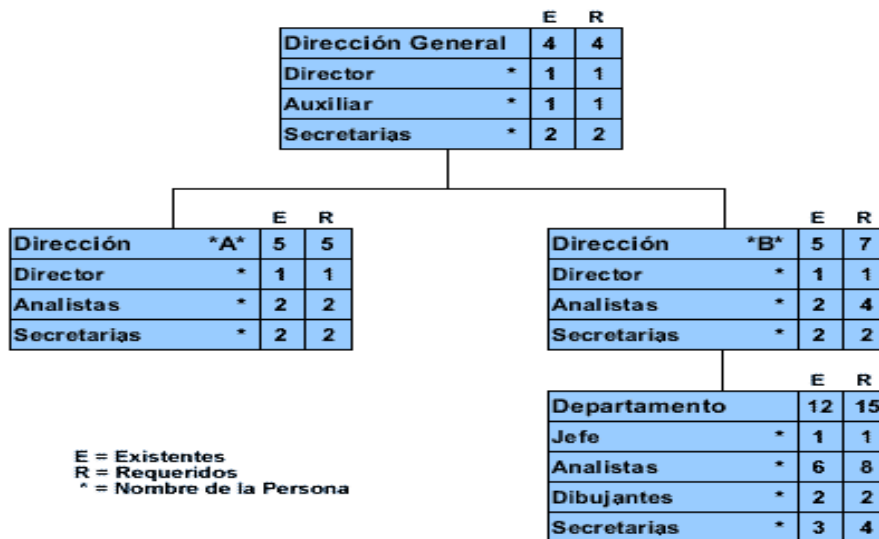 E R
Dirección General 4 4
Director * 1 1
Auxiliar * 1 1
Secretarias * 2 2
E R
Dirección *A* 5 5
Director * 1 1
Analistas * 2 2
Secretarias * 2 2
E R
Dirección *B* 5 7
Director * 1 1
Analistas * 2 4
Secretarias * 2 2
E R
Departamento 12 15
Jefe * 1 1
Analistas * 6 8
Dibujantes * 2 2
Secretarias * 3 4
E = Existentes
R = Requeridos
* = Nombre de la Persona